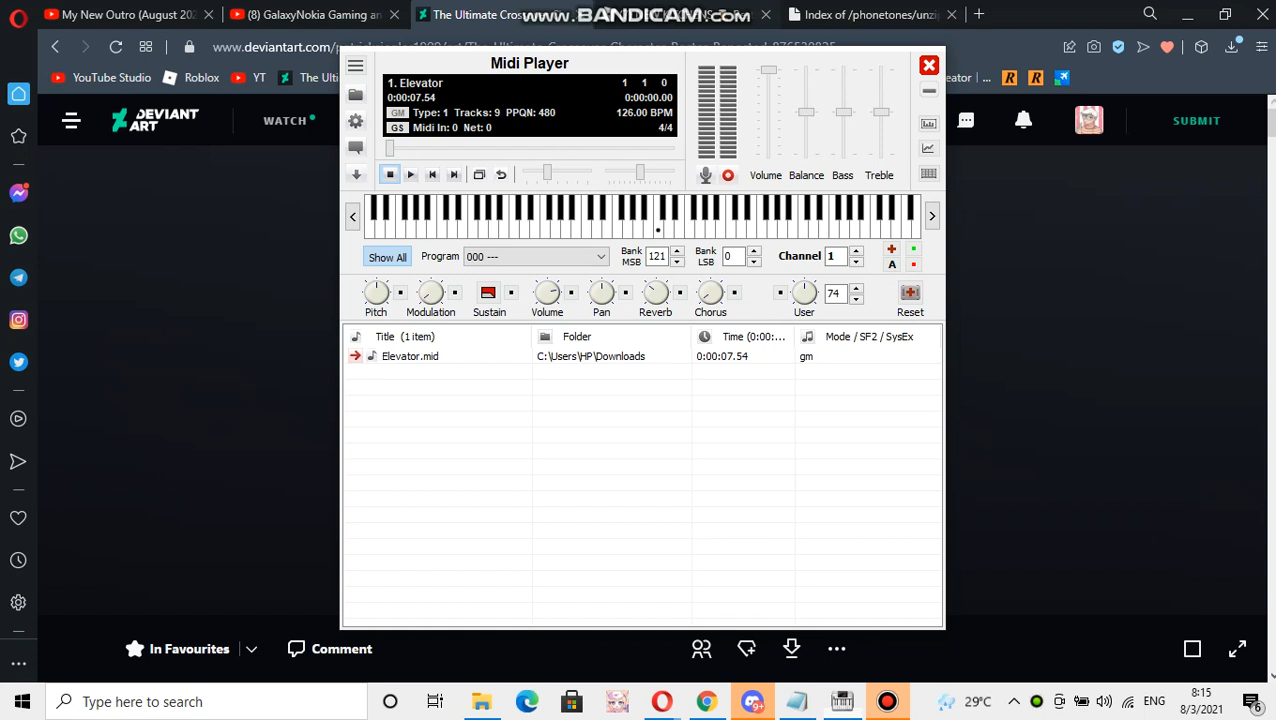 My New Outro (August 202
(8) GalaxyNokia Gaming an
The Ultimate Cros
www.BANDICAM.com
Index of /phonetones/unzip
www.deviantart.com/
YouTube Studio
Roblox
YT
The Ulti
eator | ...
DEVIANT ART
WATCH
SUBMIT
Midi Player
1. Elevator
1 1 0
0:00:07.54
0:00:00.00
GM Type: 1 Tracks: 9 PPQN: 480
126.00 BPM
GS Midi In: 0 Net: 0
4/4
Volume Balance Bass Treble
Show All
Program
000 ---
Bank MSB
121
Bank LSB
0
Channel
1
A
74
Pitch Modulation Sustain Volume Pan Reverb Chorus User Reset
Title (1 item)
Folder
Time (0:00:...
Mode / SF2 / SysEx
Elevator.mid
C:\Users\HP\Downloads
0:00:07.54
gm
In Favourites
Comment
Type here to search
9+
29°C
ENG
8:15
8/3/2021
6